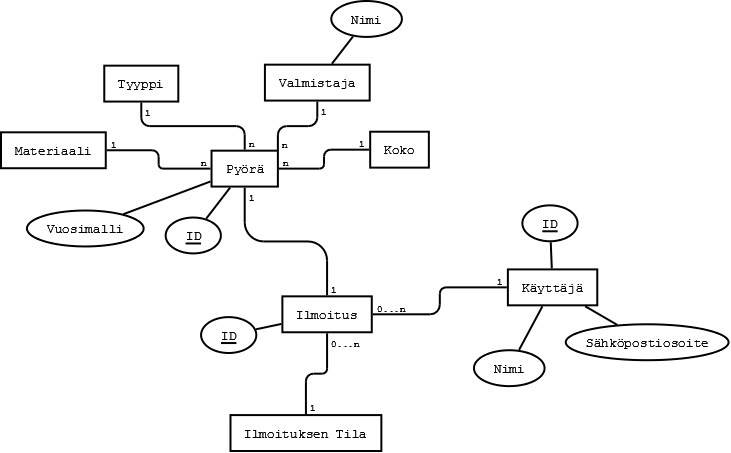 Nimi
Tyyppi
Valmistaja
1
1
Materiaali
1
n
n
1
Koko
n
Pyörä
n
1
Vuosimalli
ID
ID
1
Ilmoitus
0...n
1
Käyttäjä
ID
0...n
Nimi
Sähköpostiosoite
1
Ilmoituksen Tila